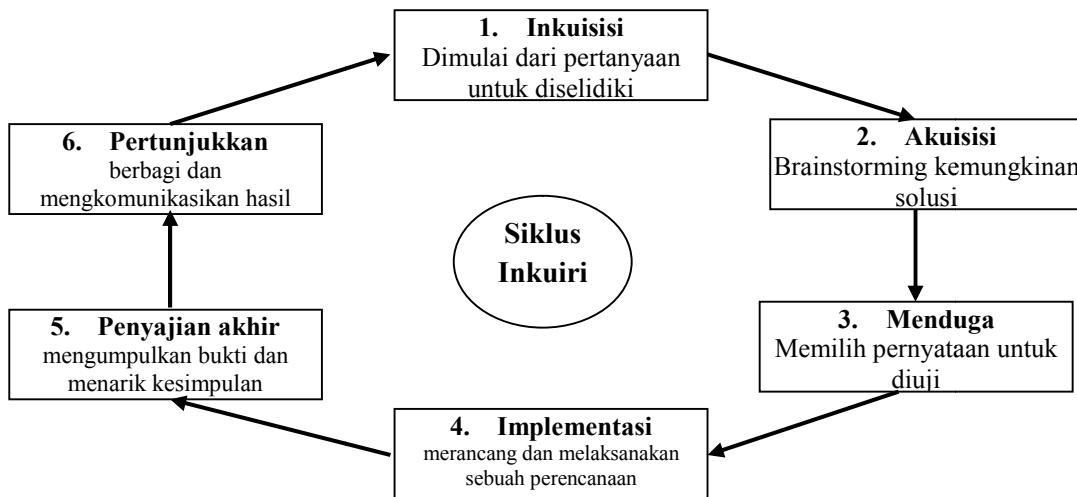 1. Inkuisisi
Dimulai dari pertanyaan
untuk diselidiki
2. Akuisisi
Brainstorming kemungkinan
solusi
3. Menduga
Memilih pernyataan untuk
diuji
4. Implementasi
merancang dan melaksanakan
sebuah perencanaan
5. Penyajian akhir
mengumpulkan bukti dan
menarik kesimpulan
6. Pertunjukkan
berbagi dan
mengkomunikasikan hasil
Siklus
Inkuiri